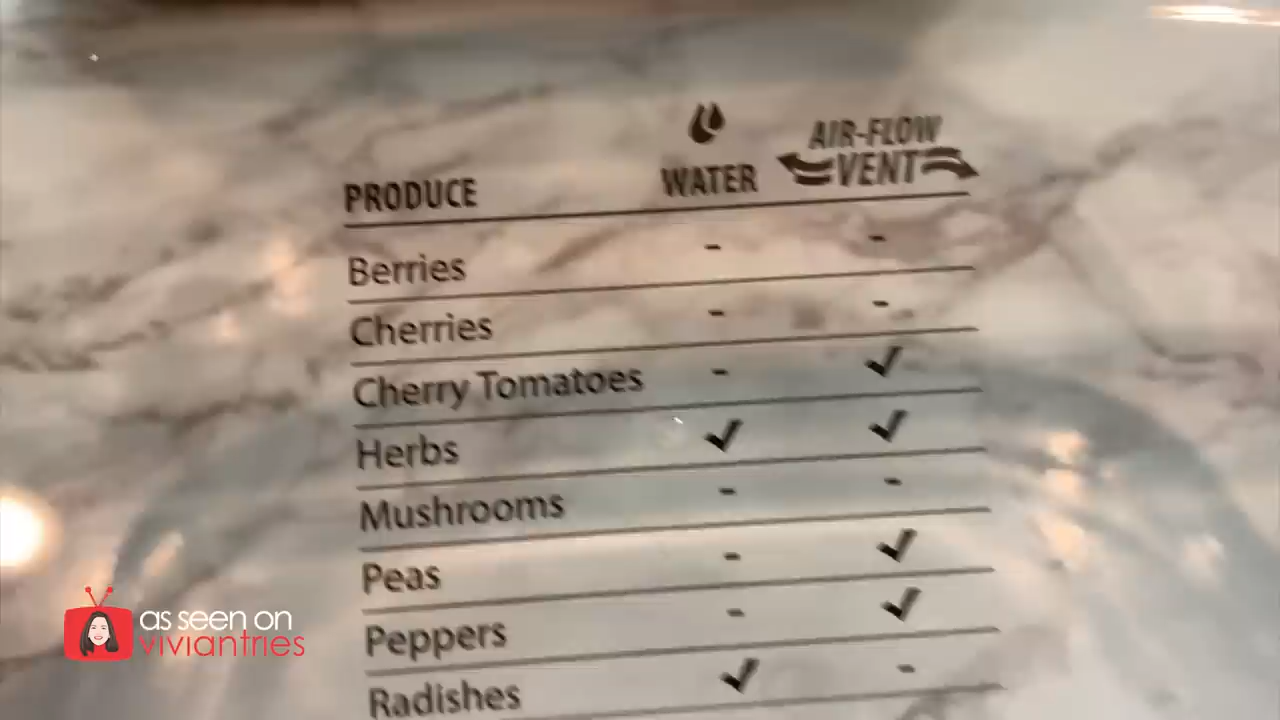 PRODUCE WATER AIR-FLOW VENT
Berries - -
Cherries - -
Cherry Tomatoes - ✓
Herbs ✓ ✓
Mushrooms - -
Peas - ✓
Peppers - ✓
Radishes ✓ -
as seen on
viviantries